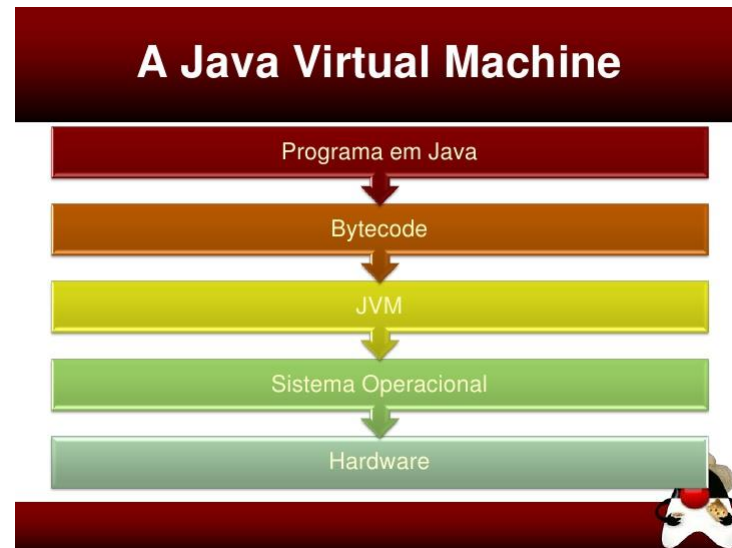 A Java Virtual Machine
Programa em Java
Bytecode
JVM
Sistema Operacional
Hardware